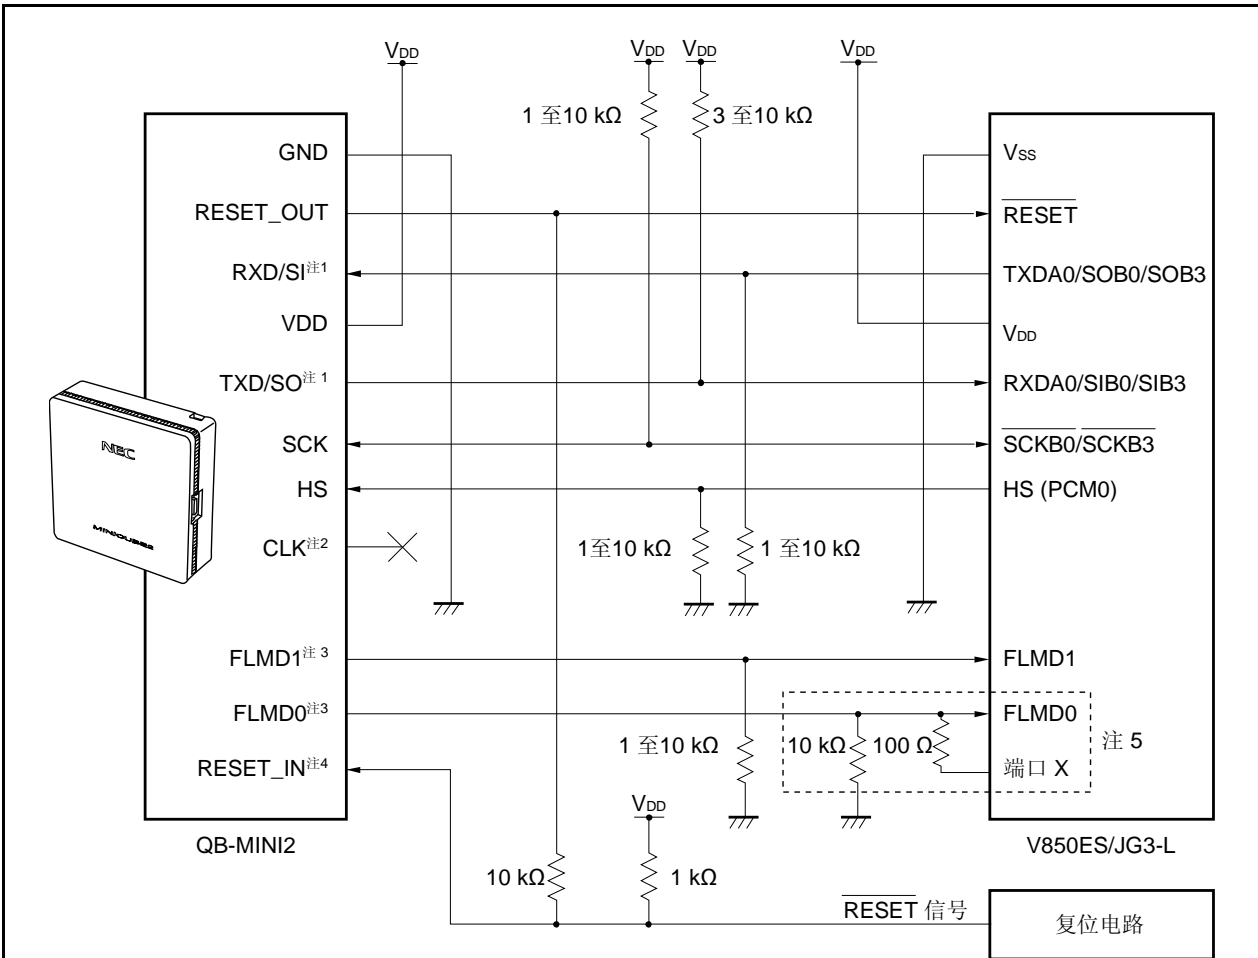 VDD
VDD VDD
VDD
1 至10 kΩ
3 至10 kΩ
GND
VSS
RESET_OUT
RESET
RXD/SI注1
TXDA0/SOB0/SOB3
VDD
VDD
TXD/SO注 1
RXDA0/SIB0/SIB3
SCK
SCKB0/SCKB3
HS
HS (PCM0)
NEC
MINICUBE2
CLK注2
1至10 kΩ
1 至10 kΩ
FLMD1注 3
FLMD1
FLMD0注3
FLMD0
1 至10 kΩ
10 kΩ
100 Ω
注 5
RESET_IN注4
端口 X
VDD
QB-MINI2
V850ES/JG3-L
10 kΩ
1 kΩ
RESET 信号
复位电路